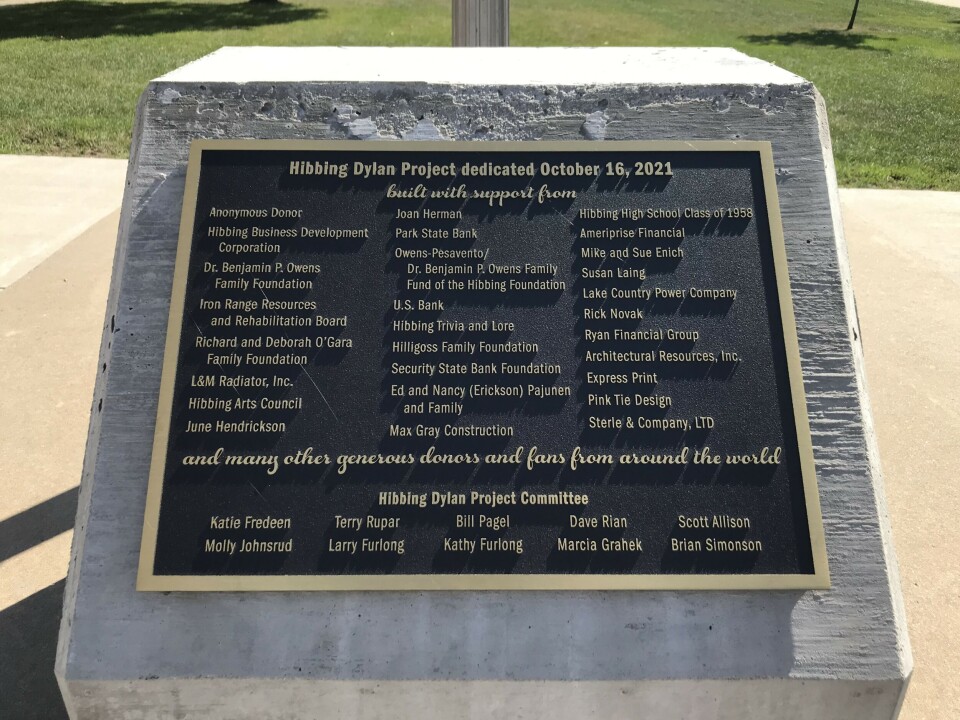 Hibbing Dylan Project dedicated October 16, 2021
built with support from
Anonymous Donor
Hibbing Business Development
Corporation
Dr. Benjamin P. Owens
Family Foundation
Iron Range Resources
and Rehabilitation Board
Richard and Deborah O'Gara
Family Foundation
L&M Radiator, Inc.
Hibbing Arts Council
June Hendrickson
Joan Herman
Park State Bank
Owens-Pesavento/
Dr. Benjamin P. Owens Family
Fund of the Hibbing Foundation
U.S. Bank
Hibbing Trivia and Lore
Hilligoss Family Foundation
Security State Bank Foundation
Ed and Nancy (Erickson) Pajunen
and Family
Max Gray Construction
Hibbing High School Class of 1958
Ameriprise Financial
Mike and Sue Enich
Susan Laing
Lake Country Power Company
Rick Novak
Ryan Financial Group
Architectural Resources, Inc.
Express Print
Pink Tie Design
Sterle & Company, LTD
and many other generous donors and fans from around the world
Hibbing Dylan Project Committee
Katie Fredeen Terry Rupar Bill Pagel Dave Rian Scott Allison
Molly Johnsrud Larry Furlong Kathy Furlong Marcia Grahek Brian Simonson